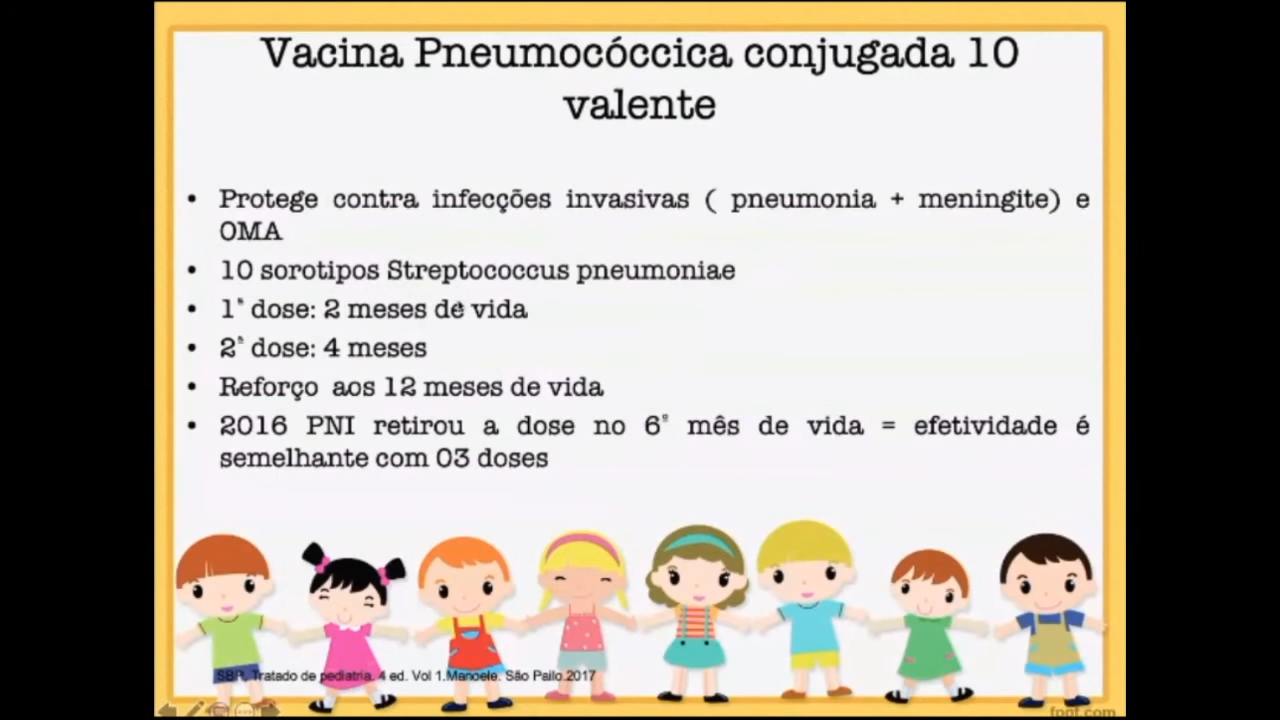 Vacina Pneumocóccica conjugada 10
valente
• Protege contra infecções invasivas ( pneumonia + meningite) e
OMA
• 10 sorotipos Streptococcus pneumoniae
• 1ª dose: 2 meses de vida
• 2ª dose: 4 meses
• Reforço aos 12 meses de vida
• 2016 PNI retirou a dose no 6º mês de vida = efetividade é
semelhante com 03 doses
SBP. Tratado de pediatria. 4 ed. Vol 1.Manoele. São Paulo.2017
fppt.com